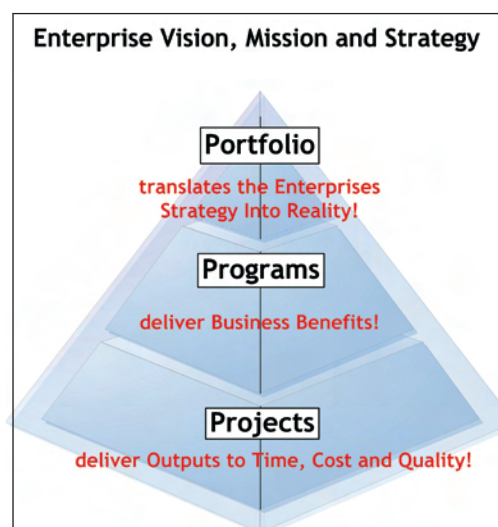 Enterprise Vision, Mission and Strategy
Portfolio
translates the Enterprises
Strategy Into Reality!
Programs
deliver Business Benefits!
Projects
deliver Outputs to Time, Cost and Quality!